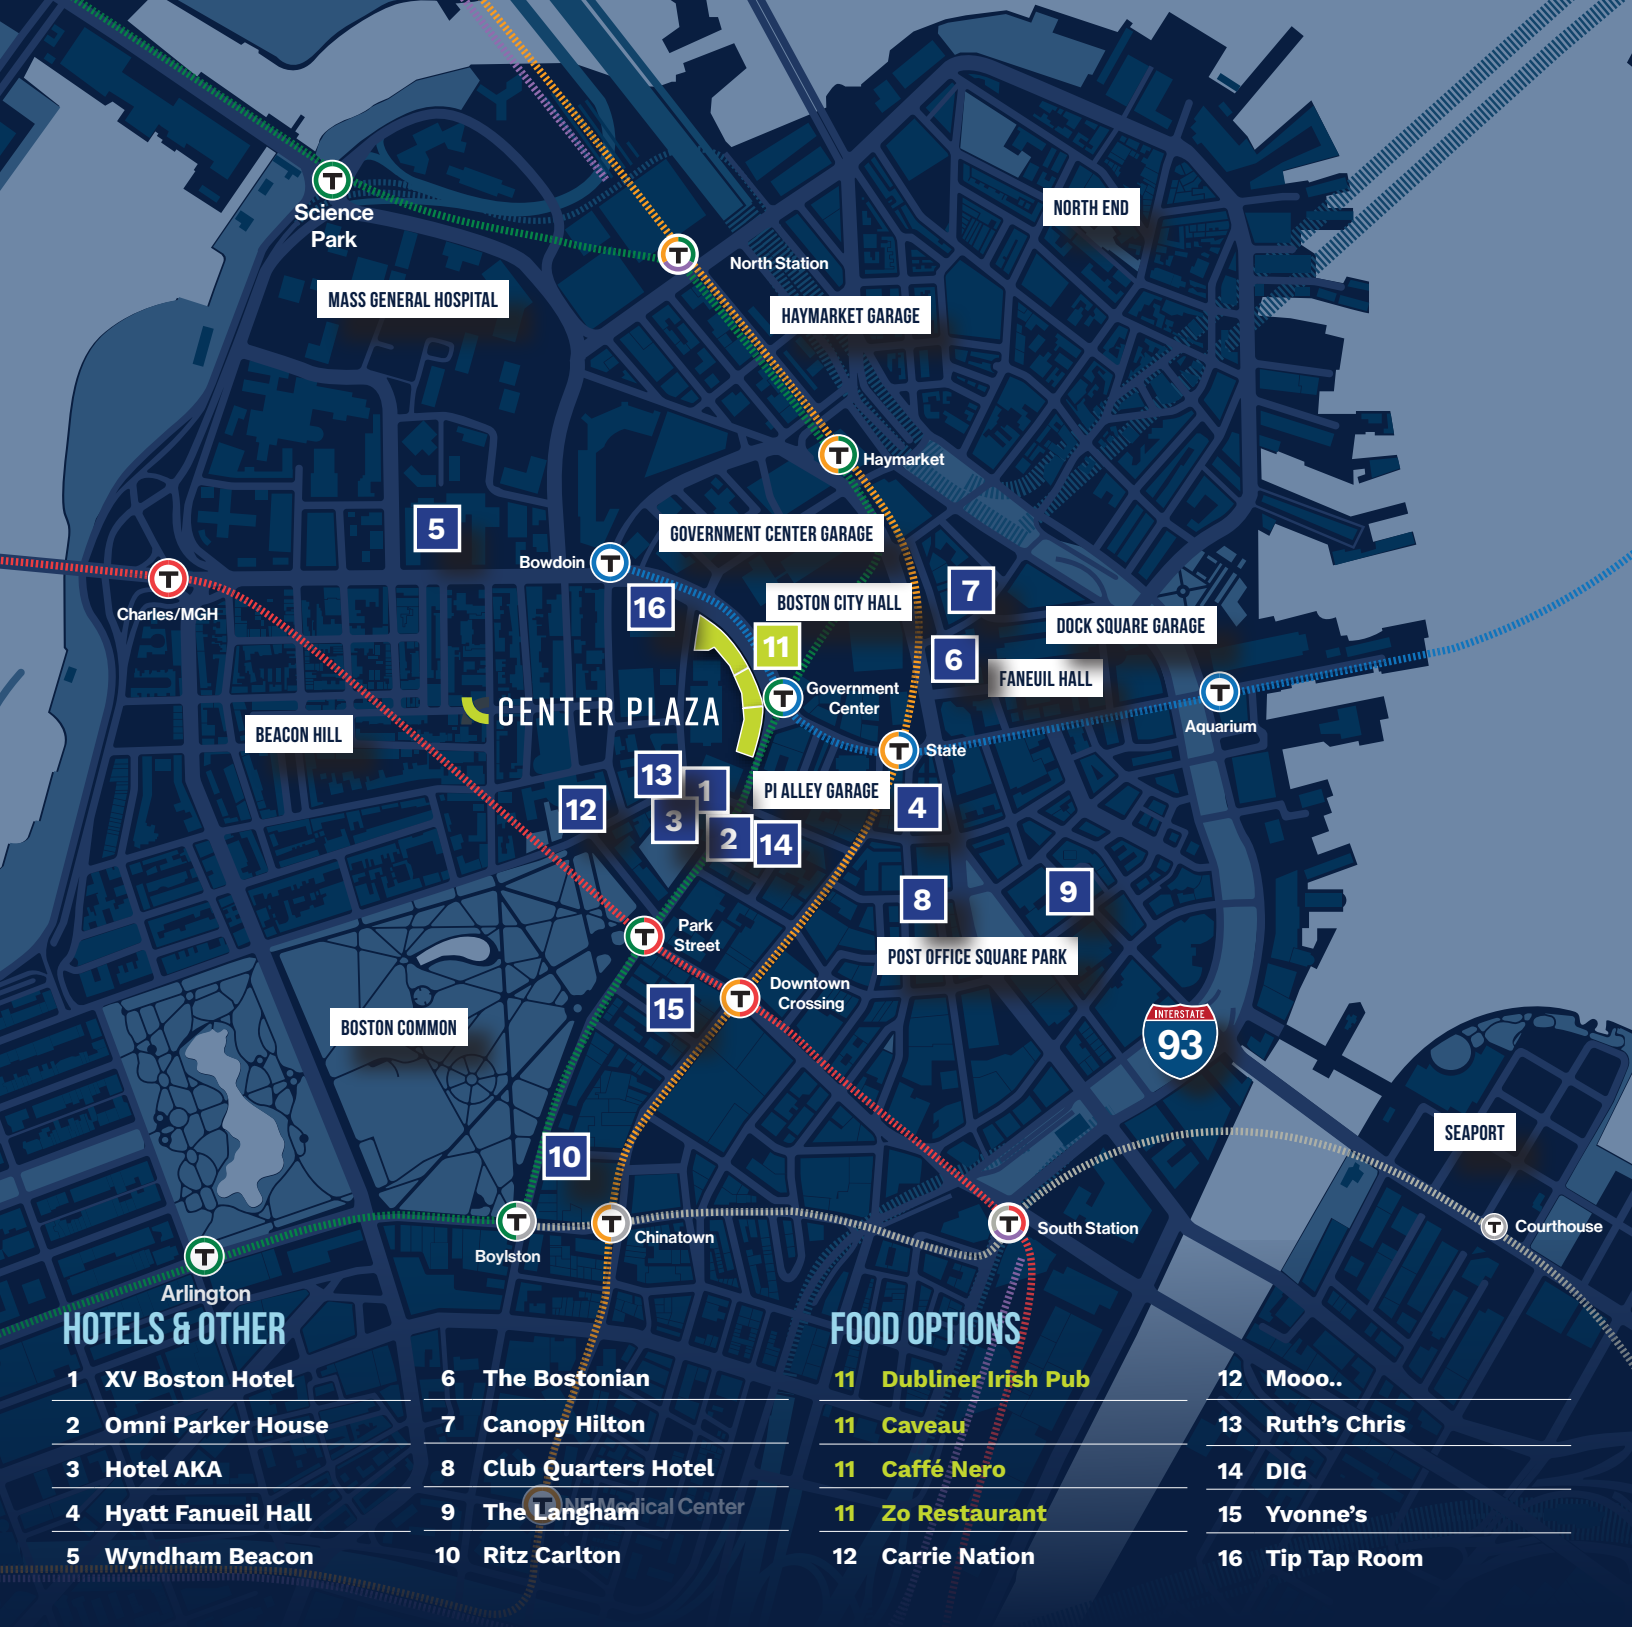 Science
Park
NORTH END
North Station
MASS GENERAL HOSPITAL
HAYMARKET GARAGE
Haymarket
5
GOVERNMENT CENTER GARAGE
Bowdoin
Charles/MGH
16
BOSTON CITY HALL
7
DOCK SQUARE GARAGE
11
6
FANEUIL HALL
CENTER PLAZA
Government
Center
Aquarium
BEACON HILL
State
13
1
PI ALLEY GARAGE
12
3
4
2
14
8
9
Park
Street
POST OFFICE SQUARE PARK
Downtown
Crossing
15
BOSTON COMMON
INTERSTATE
93
SEAPORT
10
Boylston
Chinatown
South Station
Courthouse
Arlington
HOTELS & OTHER
1 XV Boston Hotel
2 Omni Parker House
3 Hotel AKA
4 Hyatt Fanueil Hall
5 Wyndham Beacon
6 The Bostonian
7 Canopy Hilton
8 Club Quarters Hotel
9 The Langham
NE Medical Center
10 Ritz Carlton
FOOD OPTIONS
11 Dubliner Irish Pub
11 Caveau
11 Caffé Nero
11 Zo Restaurant
12 Carrie Nation
12 Mooo..
13 Ruth's Chris
14 DIG
15 Yvonne's
16 Tip Tap Room